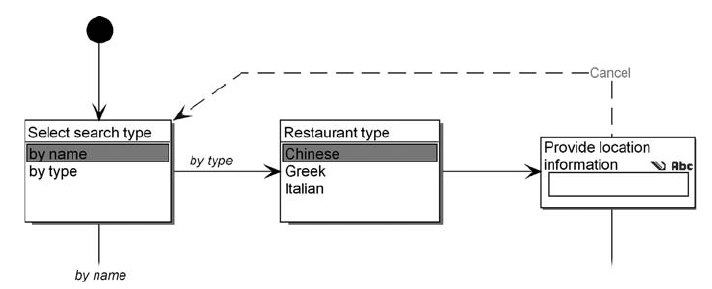 Cancel
Select search type
by name
by type
by type
Restaurant type
Chinese
Greek
Italian
Provide location
information
Abc
by name